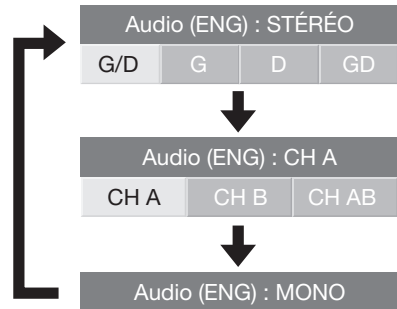 Audio (ENG) : STÉRÉO
G/D G D GD
Audio (ENG) : CH A
CH A CH B CH AB
Audio (ENG) : MONO